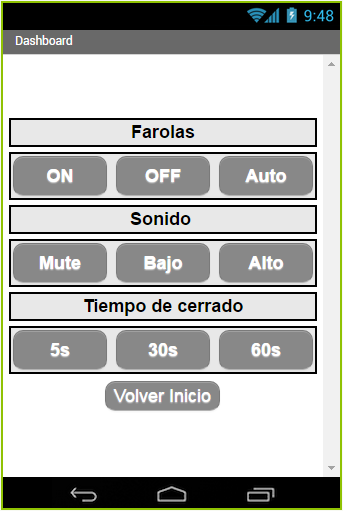 9:48
Dashboard
Farolas
ON OFF Auto
Sonido
Mute Bajo Alto
Tiempo de cerrado
5s 30s 60s
Volver Inicio